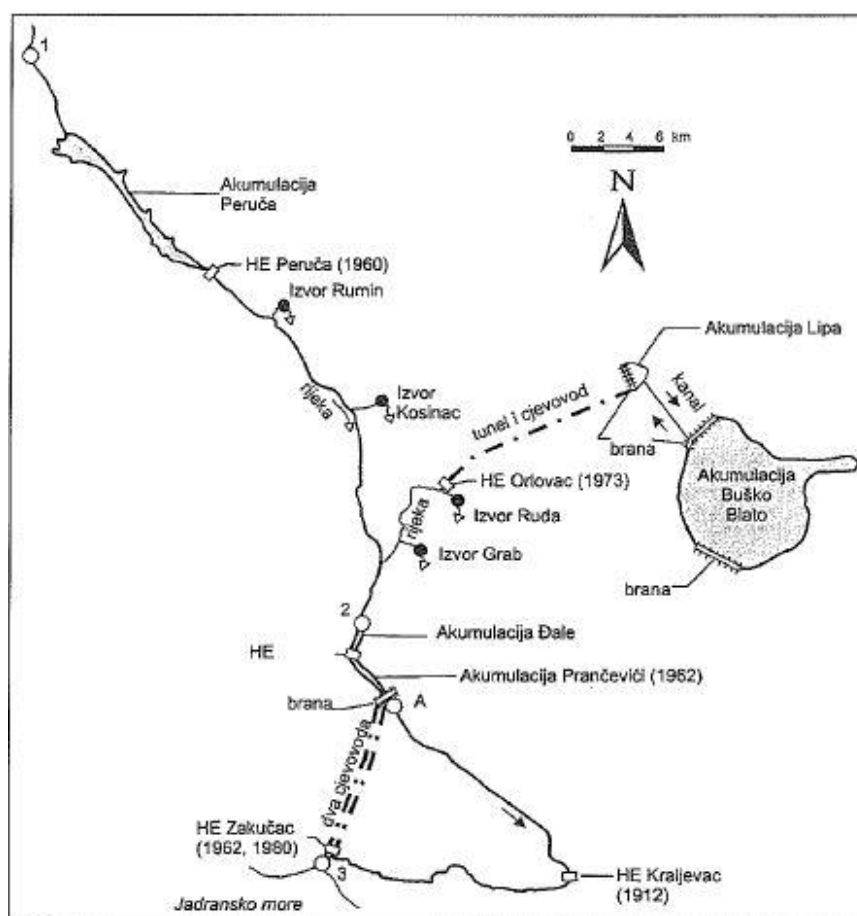 1
0 2 4 6 km
N
Akumulacija
Peruča
HE Peruča (1960)
Izvor Rumin
Akumulacija Lipa
Izvor
Kosinac
rijeka
kanal
tunel i cjevovod
brana
Akumulacija
Buško
Blato
HE Orlovac (1973)
Izvor Ruda
rijeka
Izvor Grab
brana
2
Akumulacija Đale
HE
Akumulacija Prančevići (1962)
brana
A
dva cjevovoda
HE Zakučac
(1962, 1980)
3
HE Kraljevac
(1912)
Jadransko more